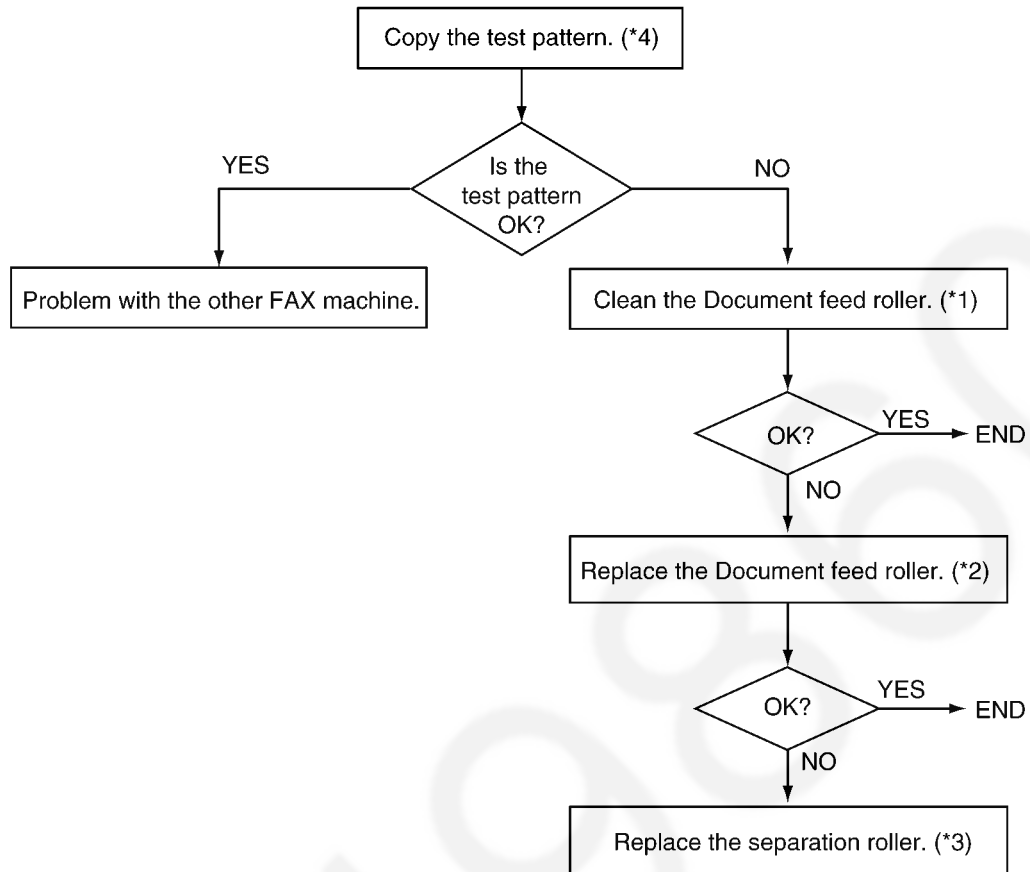 Copy the test pattern. (*4)
Is the
test pattern
OK?
YES
NO
Problem with the other FAX machine.
Clean the Document feed roller. (*1)
OK?
YES
END
NO
Replace the Document feed roller. (*2)
OK?
YES
END
NO
Replace the separation roller. (*3)